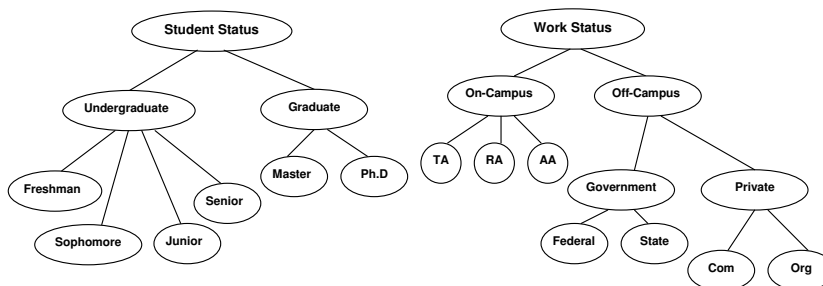 Student Status
Undergraduate
Graduate
Freshman
Sophomore
Junior
Senior
Master
Ph.D
Work Status
On-Campus
Off-Campus
TA
RA
AA
Government
Private
Federal
State
Com
Org